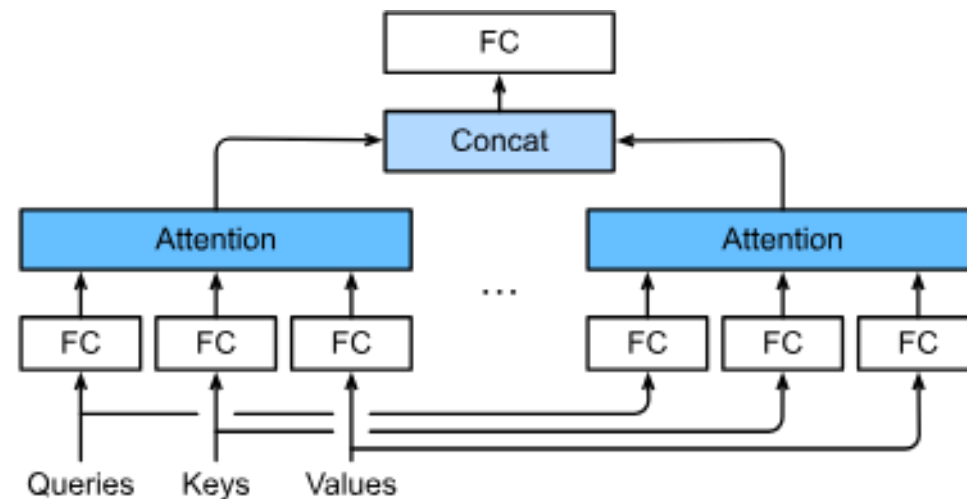 FC
Concat
Attention
Attention
...
FC FC FC FC FC FC
Queries Keys Values